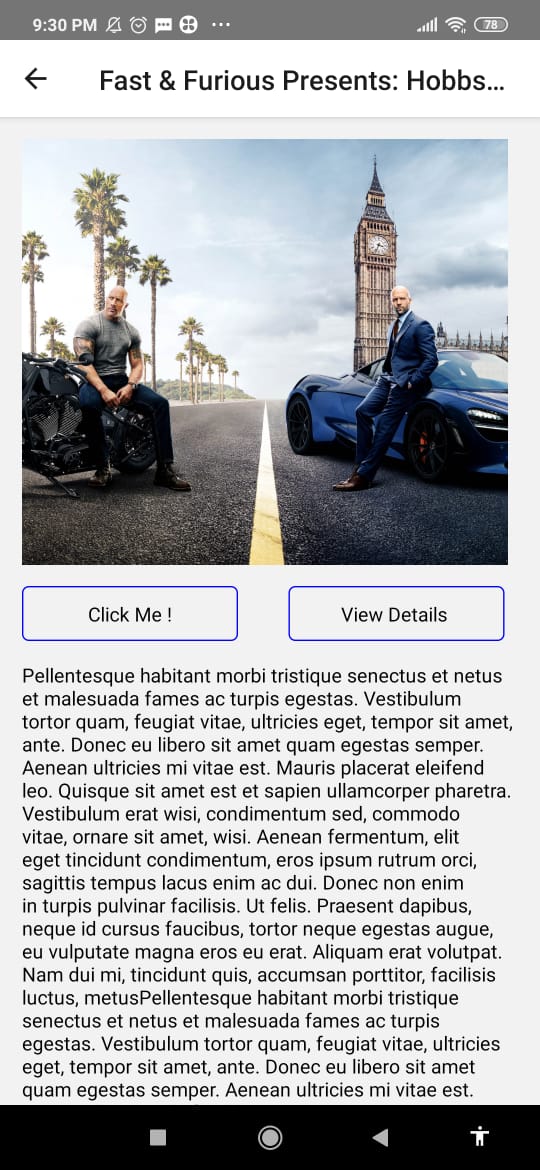 9:30 PM
78
Fast & Furious Presents: Hobbs...
Click Me !
View Details
Pellentesque habitant morbi tristique senectus et netus
et malesuada fames ac turpis egestas. Vestibulum
tortor quam, feugiat vitae, ultricies eget, tempor sit amet,
ante. Donec eu libero sit amet quam egestas semper.
Aenean ultricies mi vitae est. Mauris placerat eleifend
leo. Quisque sit amet est et sapien ullamcorper pharetra.
Vestibulum erat wisi, condimentum sed, commodo
vitae, ornare sit amet, wisi. Aenean fermentum, elit
eget tincidunt condimentum, eros ipsum rutrum orci,
sagittis tempus lacus enim ac dui. Donec non enim
in turpis pulvinar facilisis. Ut felis. Praesent dapibus,
neque id cursus faucibus, tortor neque egestas augue,
eu vulputate magna eros eu erat. Aliquam erat volutpat.
Nam dui mi, tincidunt quis, accumsan porttitor, facilisis
luctus, metusPellentesque habitant morbi tristique
senectus et netus et malesuada fames ac turpis
egestas. Vestibulum tortor quam, feugiat vitae, ultricies
eget, tempor sit amet, ante. Donec eu libero sit amet
quam egestas semper. Aenean ultricies mi vitae est.